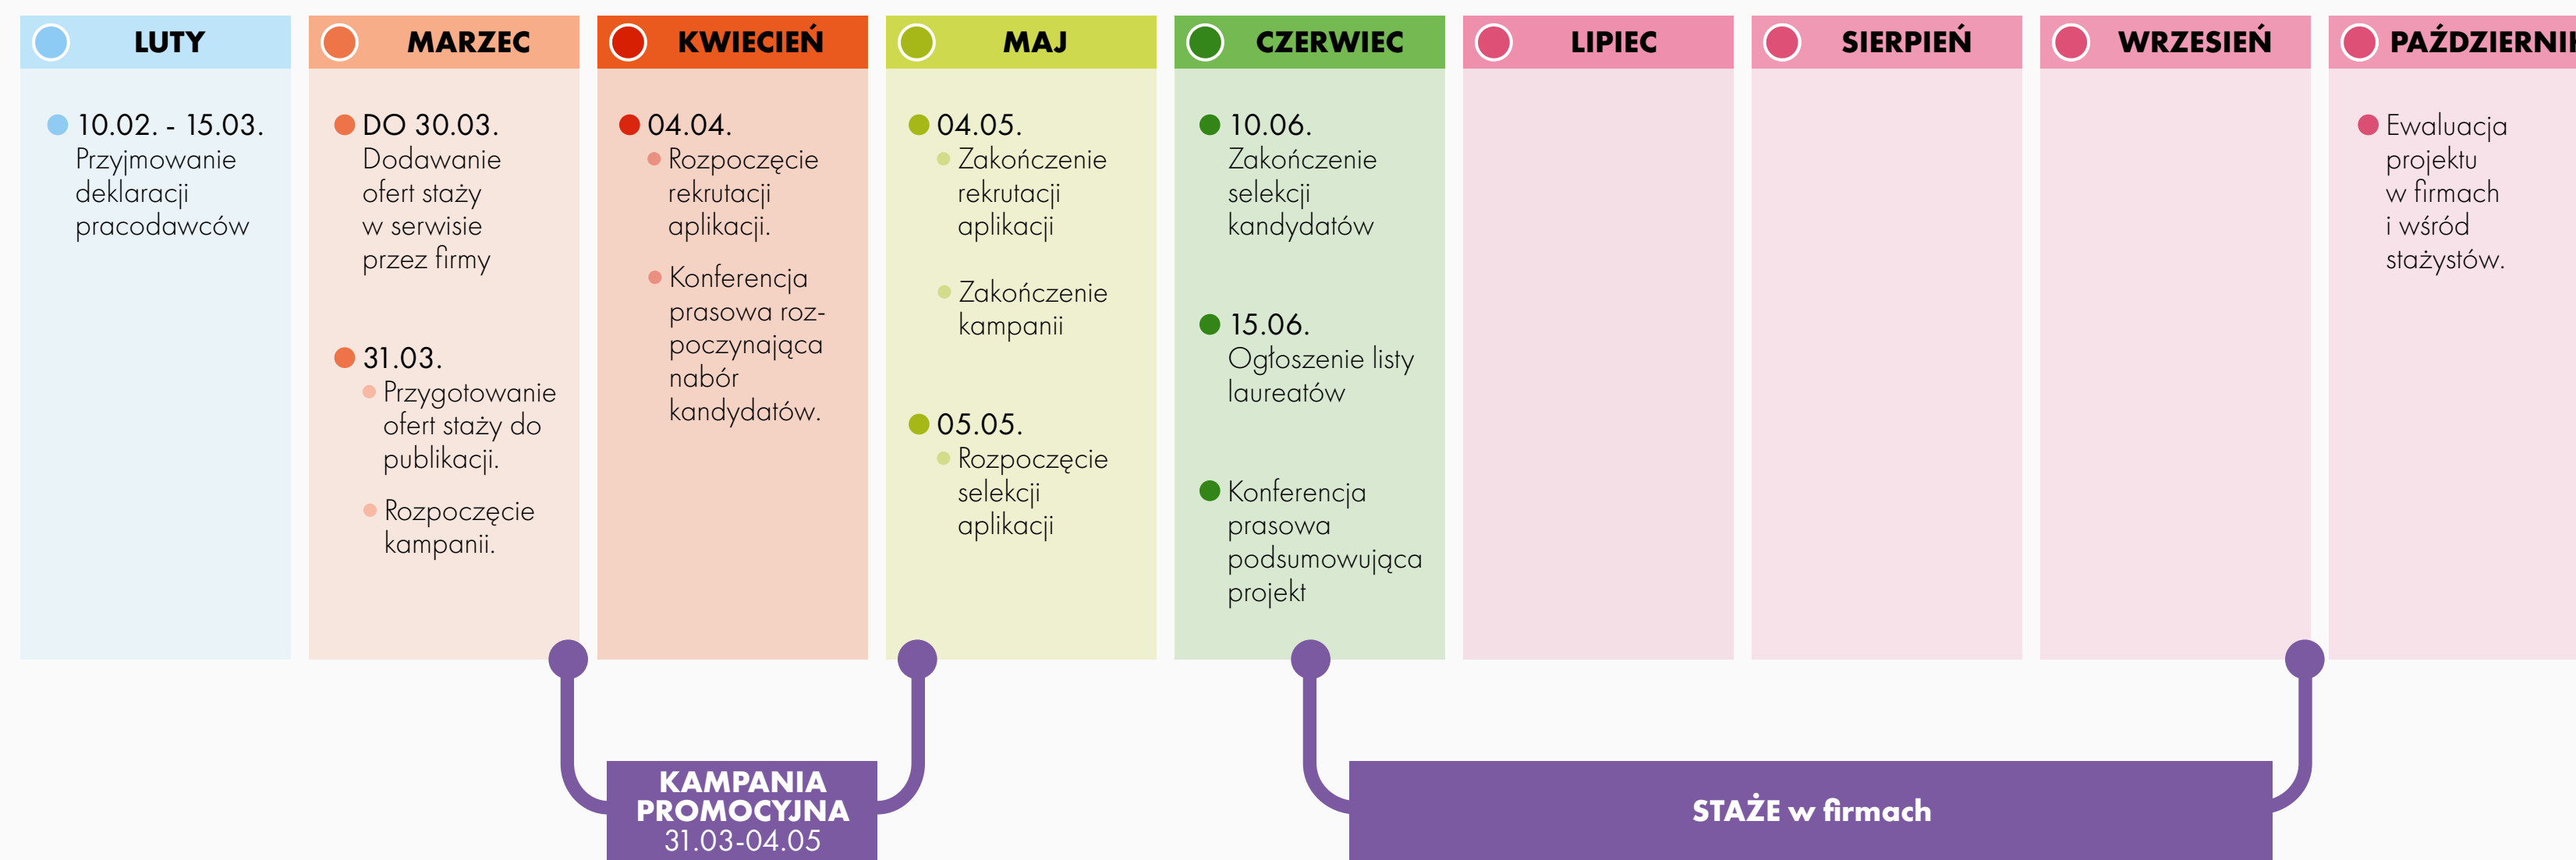 LUTY
10.02. - 15.03.
Przyjmowanie
deklaracji
pracodawców
MARZEC
DO 30.03.
Dodawanie
ofert staży
w serwisie
przez firmy
31.03.
Przygotowanie
ofert staży do
publikacji.
Rozpoczęcie
kampanii.
KWIECIEŃ
04.04.
Rozpoczęcie
rekrutacji
aplikacji.
Konferencja
prasowa roz-
poczynająca
nabór
kandydatów.
MAJ
04.05.
Zakończenie
rekrutacji
aplikacji
Zakończenie
kampanii
05.05.
Rozpoczęcie
selekcji
aplikacji
CZERWIEC
10.06.
Zakończenie
selekcji
kandydatów
15.06.
Ogłoszenie listy
laureatów
Konferencja
prasowa
podsumowująca
projekt
LIPIEC
SIERPIEŃ
WRZESIEŃ
PAŹDZIERNIK
Ewaluacja
projektu
w firmach
i wśród
stażystów.
KAMPANIA
PROMOCYJNA
31.03-04.05
STAŻE w firmach